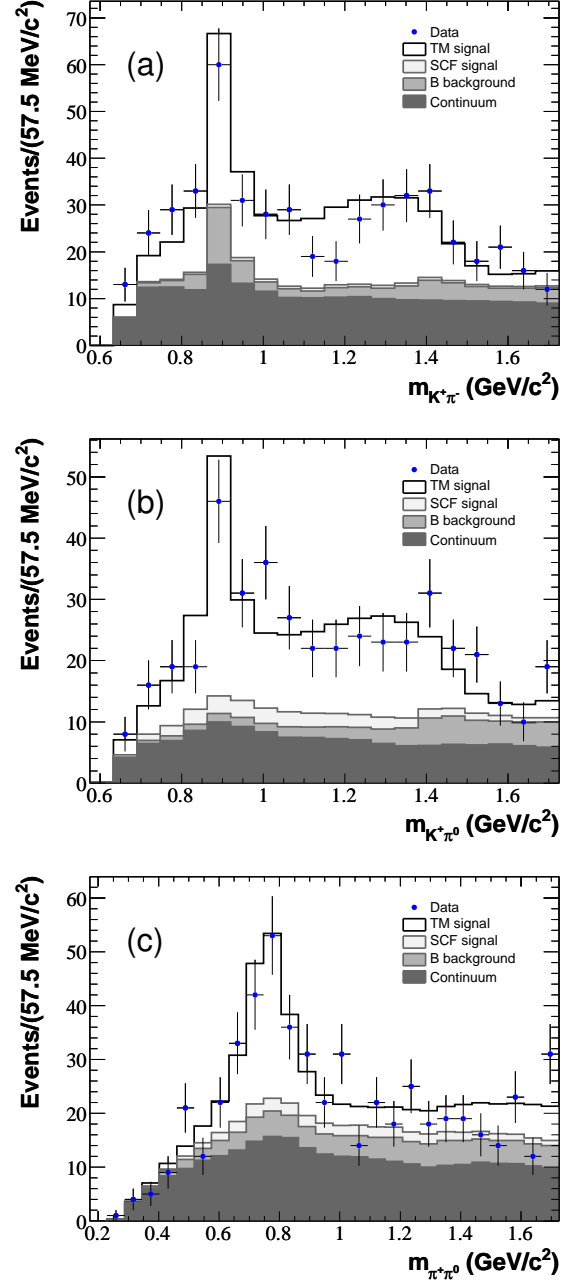 Events/(57.5 MeV/c²)
(a)
Data
TM signal
SCF signal
B background
Continuum
70
60
50
40
30
20
10
0
0.6 0.8 1 1.2 1.4 1.6
m_{K⁺π⁻} (GeV/c²)
Events/(57.5 MeV/c²)
(b)
Data
TM signal
SCF signal
B background
Continuum
50
40
30
20
10
0
0.6 0.8 1 1.2 1.4 1.6
m_{K⁺π⁰} (GeV/c²)
Events/(57.5 MeV/c²)
(c)
Data
TM signal
SCF signal
B background
Continuum
60
50
40
30
20
10
0
0.2 0.4 0.6 0.8 1 1.2 1.4 1.6
m_{π⁺π⁰} (GeV/c²)